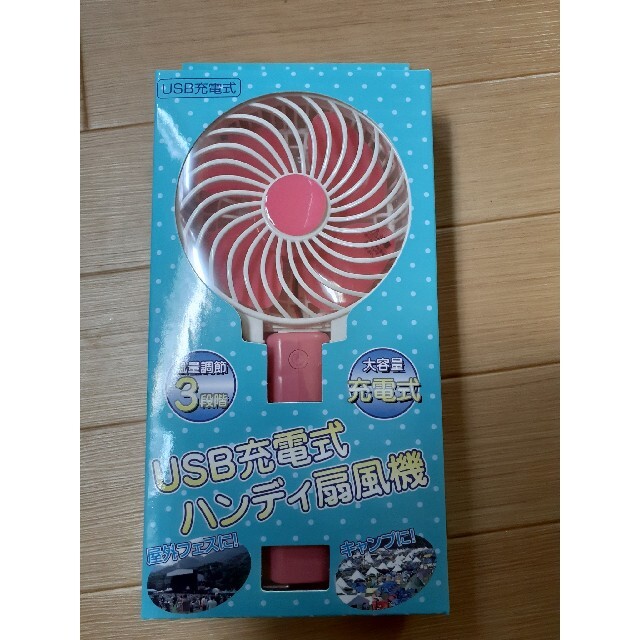 USB充電式
風量調節
3段階
大容量
充電式
USB充電式
ハンディ扇風機
屋外フェスに!
キャンプに!